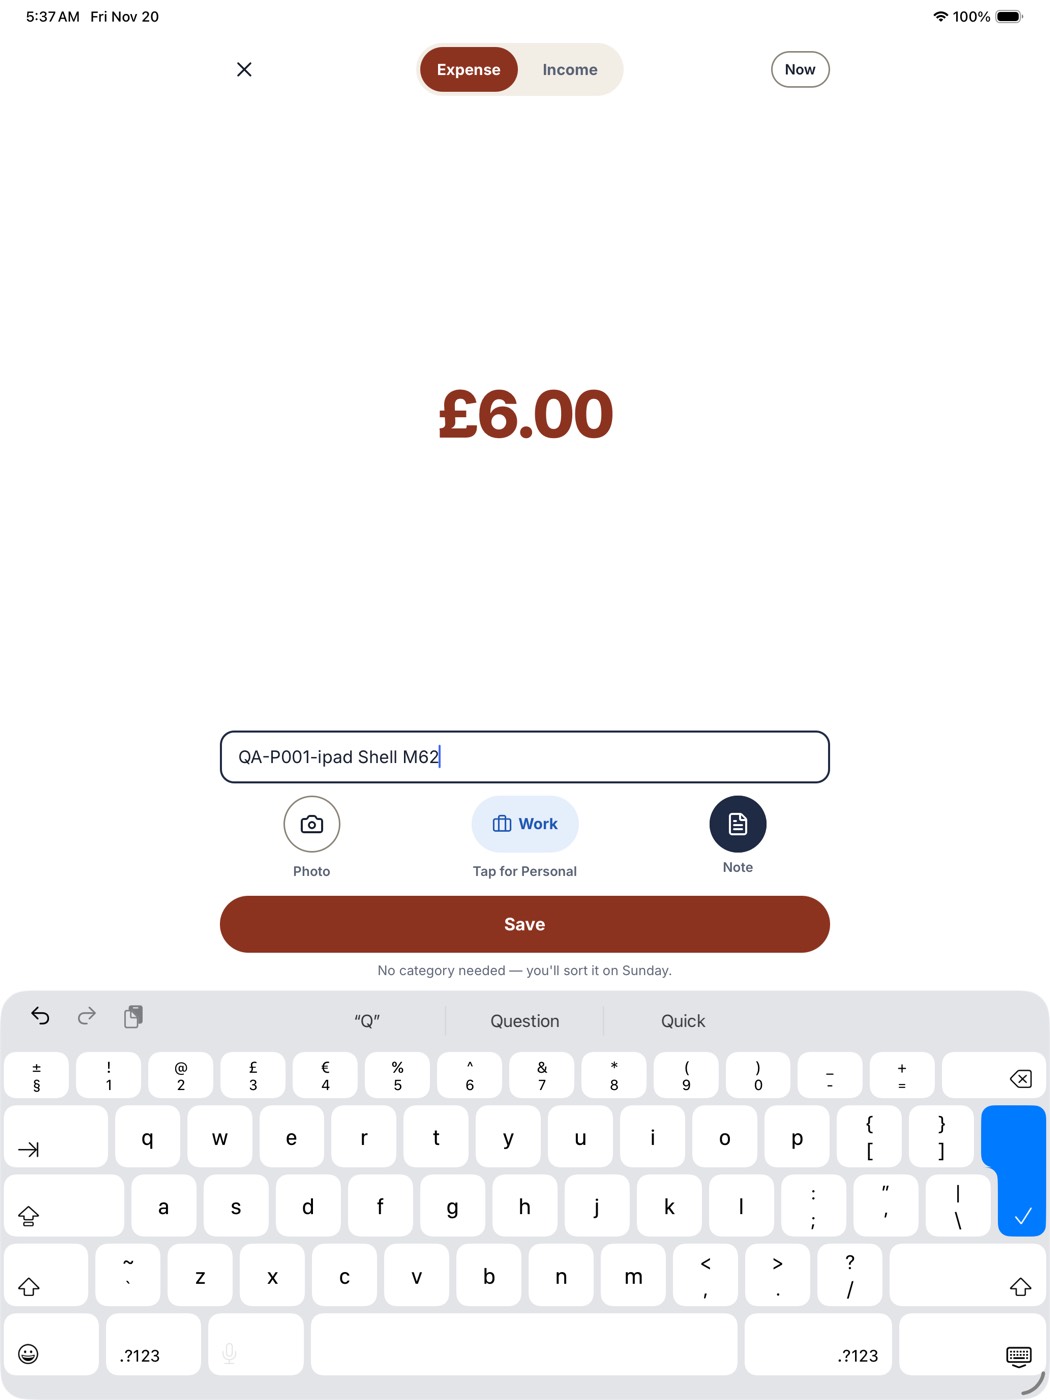 5:37 AM Fri Nov 20
100%
Expense
Income
Now
£6.00
QA-P001-ipad Shell M62
Work
Photo
Tap for Personal
Note
Save
No category needed — you'll sort it on Sunday.
“Q”
Question
Quick
± ! @ £ € % ^ & * ( ) _ +
§ 1 2 3 4 5 6 7 8 9 0 - =
q w e r t y u i o p { }
[ ]
a s d f g h j k l : " |
; ' \
~ z x c v b n m < > ?
` , . /
.?123
.?123